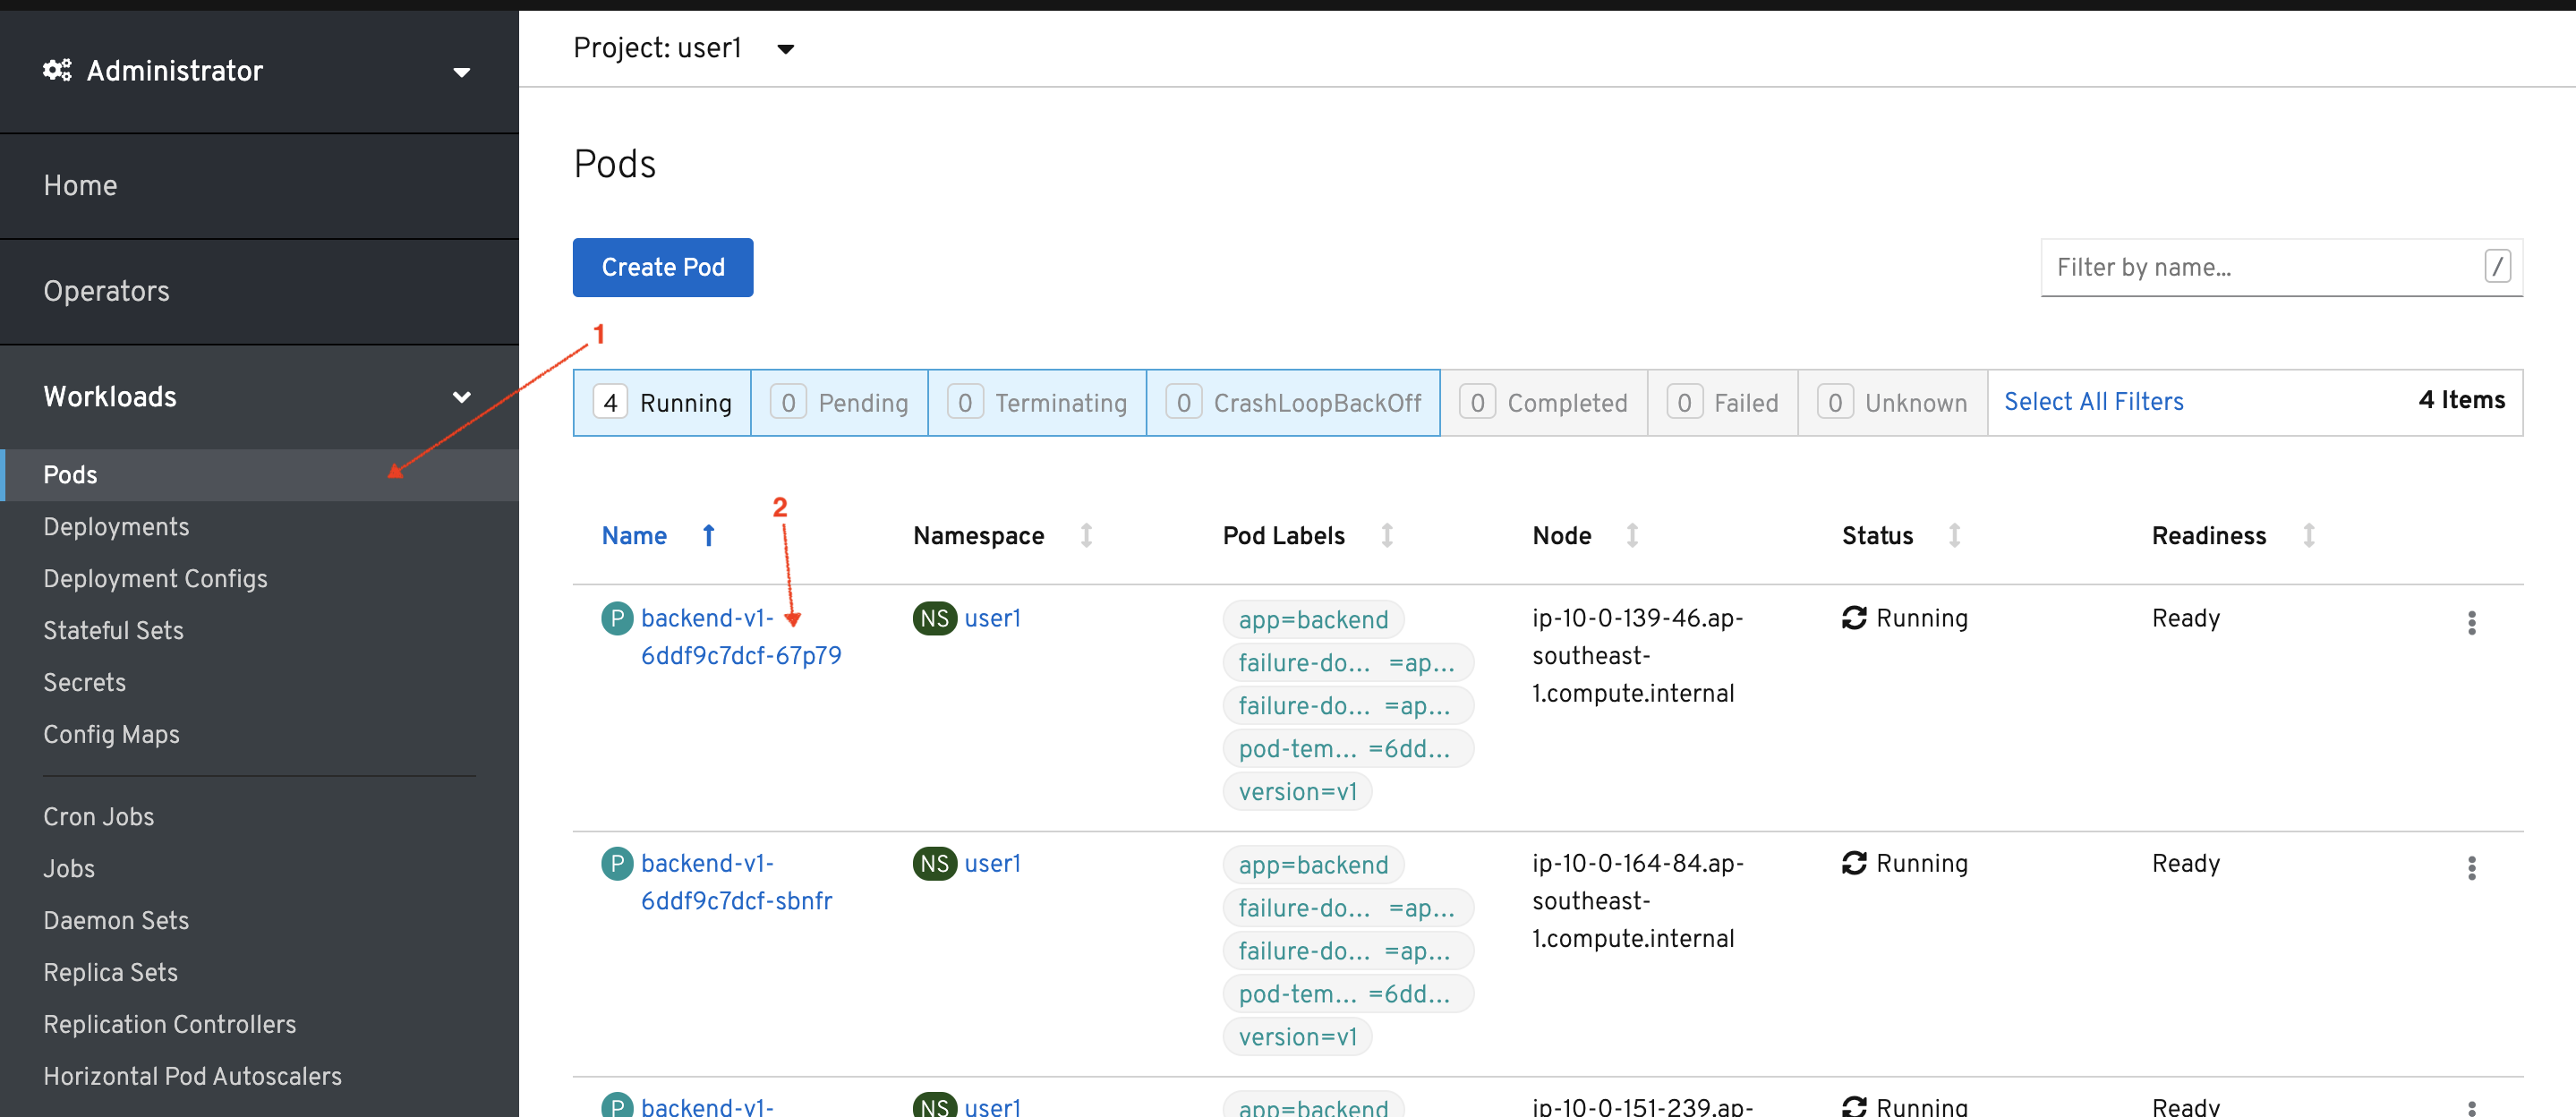 Administrator
Home
Operators
Workloads
Pods
Deployments
Deployment Configs
Stateful Sets
Secrets
Config Maps
Cron Jobs
Jobs
Daemon Sets
Replica Sets
Replication Controllers
Horizontal Pod Autoscalers
Project: user1
Pods
Create Pod
Filter by name...
/
1
4 Running
0 Pending
0 Terminating
0 CrashLoopBackOff
0 Completed
0 Failed
0 Unknown
Select All Filters
4 Items
2
Name
Namespace
Pod Labels
Node
Status
Readiness
P backend-v1-
6ddf9c7dcf-67p79
NS user1
app=backend
failure-do... =ap...
failure-do... =ap...
pod-tem... =6dd...
version=v1
ip-10-0-139-46.ap-
southeast-
1.compute.internal
Running
Ready
P backend-v1-
6ddf9c7dcf-sbnfr
NS user1
app=backend
failure-do... =ap...
failure-do... =ap...
pod-tem... =6dd...
version=v1
ip-10-0-164-84.ap-
southeast-
1.compute.internal
Running
Ready
P backend-v1-
NS user1
app=backend
ip-10-0-151-239.ap-
Running
Ready